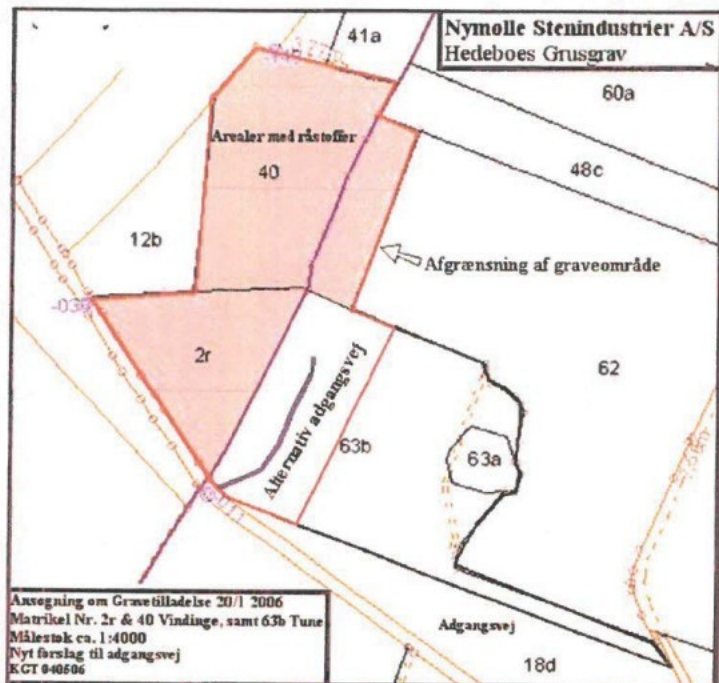 Nymølle Stenindustrier A/S
Hedeboes Grusgrav
41a
60a
Arealer med råstoffer
40
48c
12b
Afgrænsning af graveområde
2r
62
Alternativ adgangsvej
63b
63a
Adgangsvej
18d
Ansøgning om Gravetilladelse 20/1 2006
Matrikel Nr. 2r & 40 Vindinge, samt 63b Tune
Målestok ca. 1:4000
Nyt forslag til adgangsvej
KGT 040506